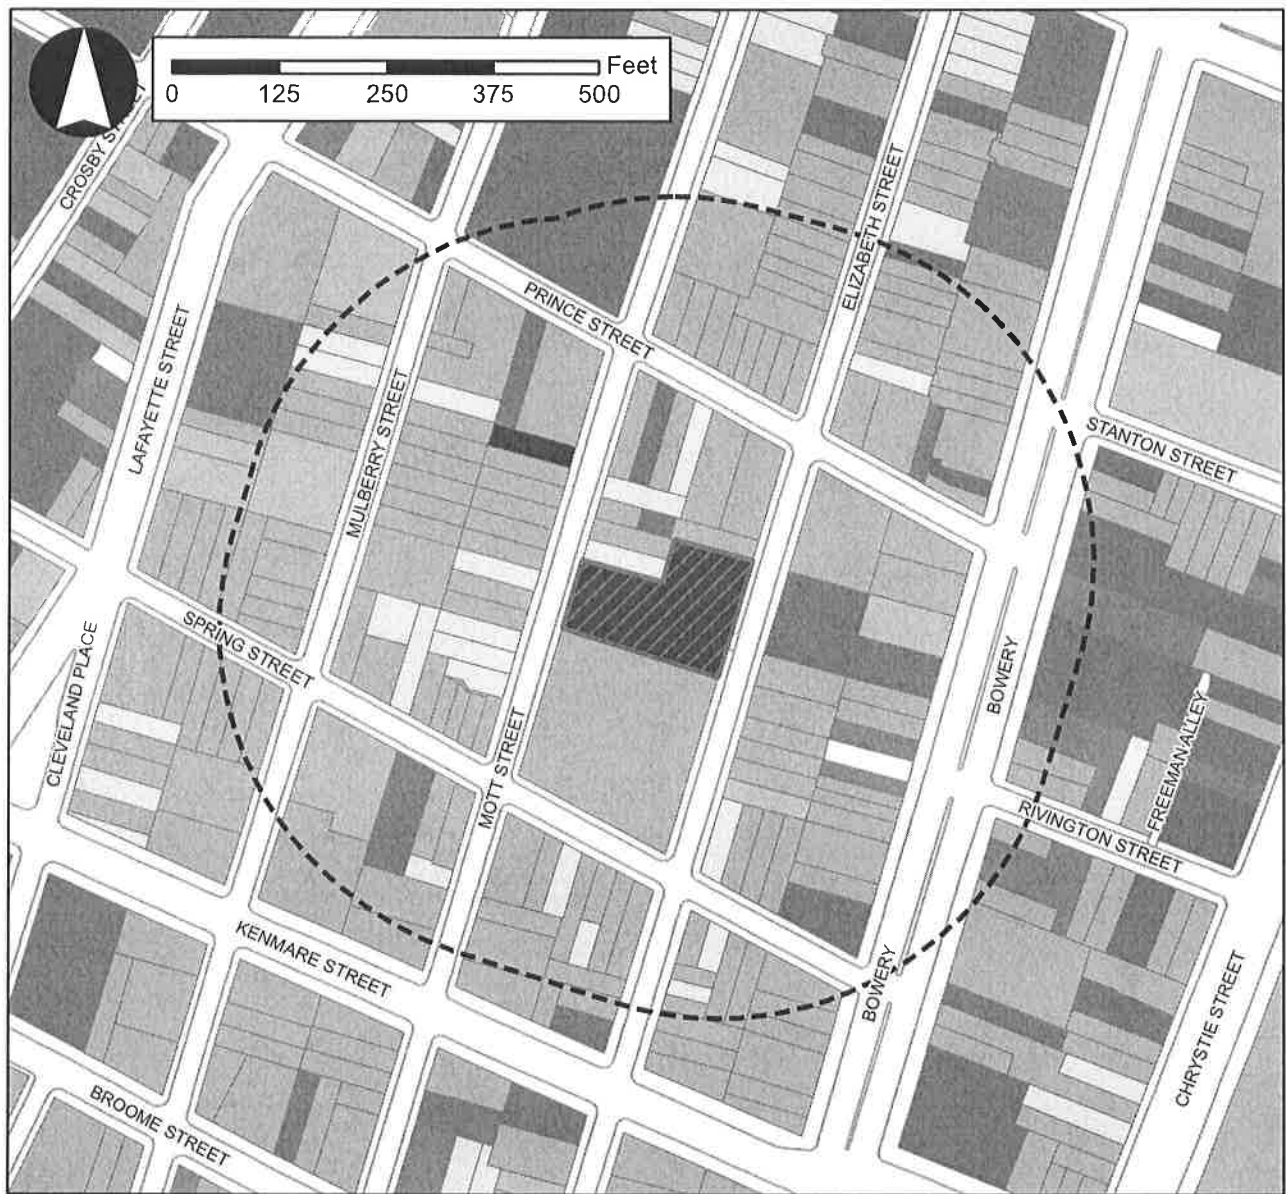 Feet
0 125 250 375 500
CROSBY STREET
ELIZABETH STREET
PRINCE STREET
LAFAYETTE STREET
MULBERRY STREET
STANTON STREET
SPRING STREET
CLEVELAND PLACE
BOWERY
FREEMAN ALLEY
MOTT STREET
RIVINGTON STREET
KENMARE STREET
BOWERY
CHRYSTIE STREET
BROOME STREET